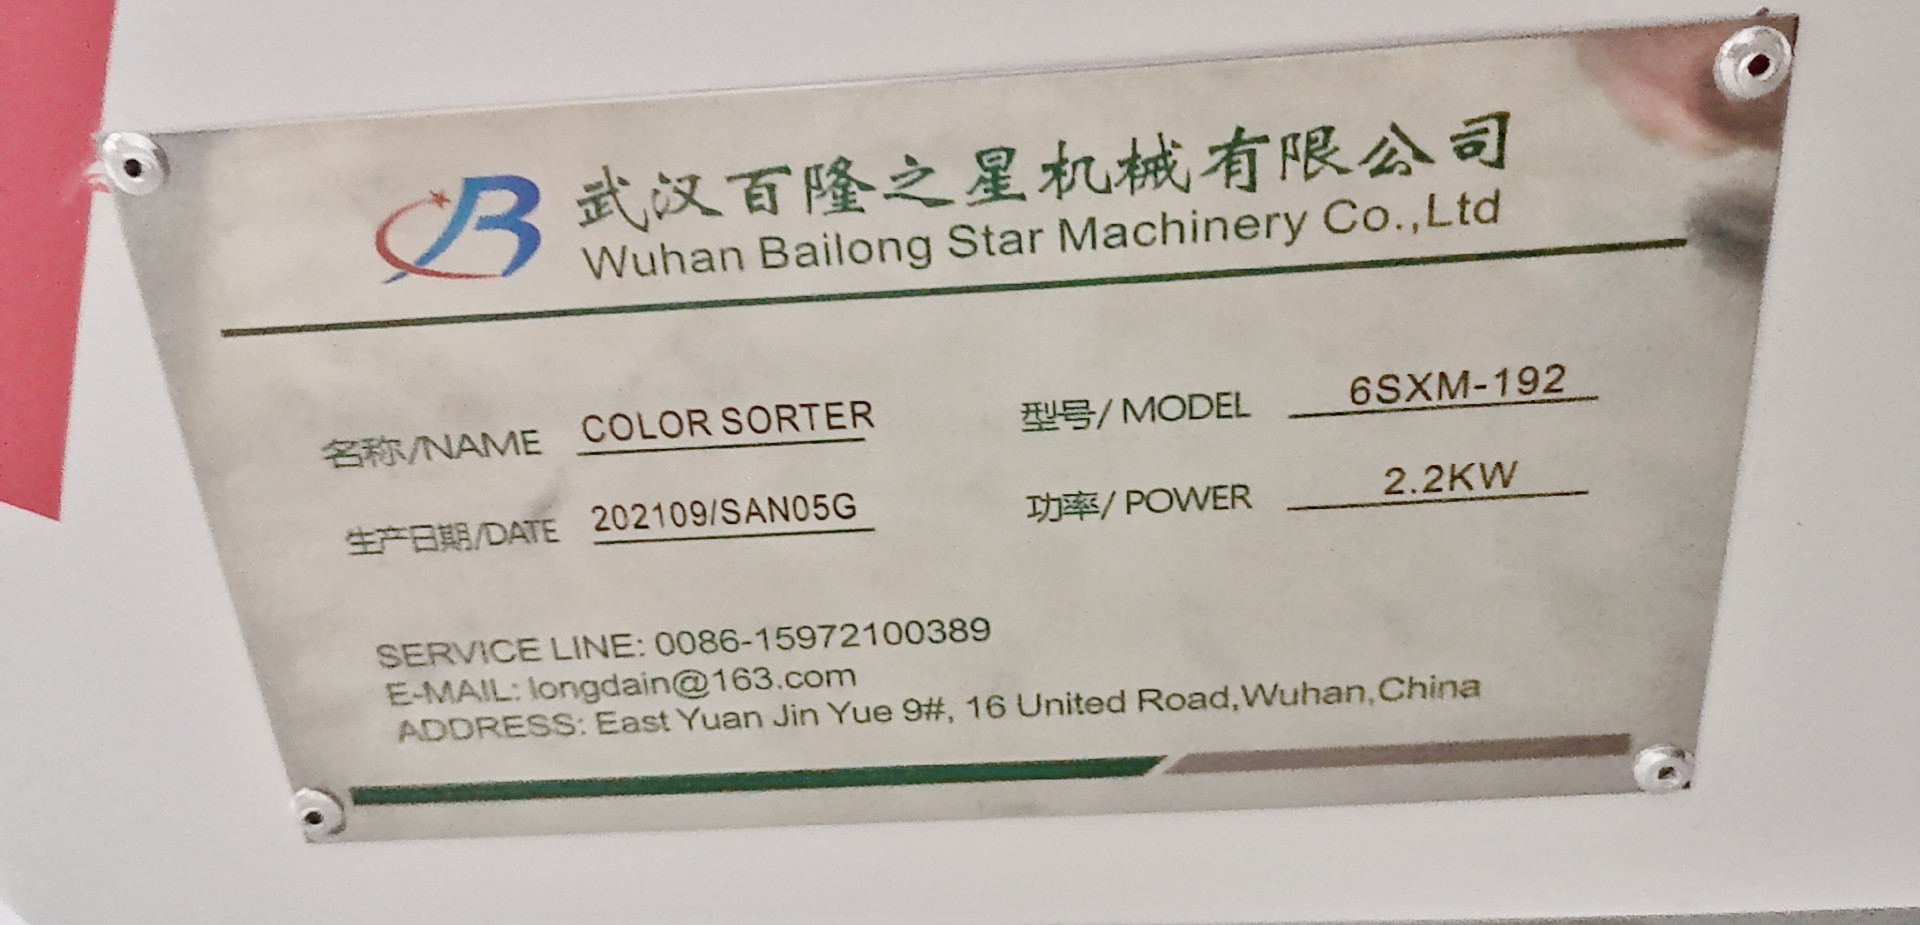 武汉百隆之星机械有限公司
Wuhan Bailong Star Machinery Co.,Ltd
名称/NAME COLOR SORTER 型号/ MODEL 6SXM-192
生产日期/DATE 202109/SAN05G 功率/ POWER 2.2KW
SERVICE LINE: 0086-15972100389
E-MAIL: longdain@163.com
ADDRESS: East Yuan Jin Yue 9#, 16 United Road,Wuhan,China